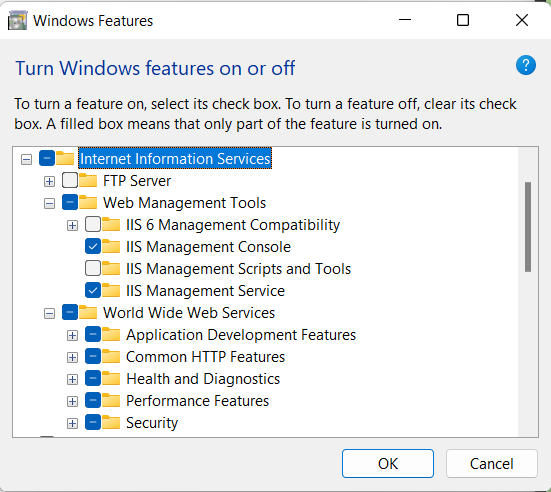 Windows Features
Turn Windows features on or off
?
To turn a feature on, select its check box. To turn a feature off, clear its check
box. A filled box means that only part of the feature is turned on.
Internet Information Services
FTP Server
Web Management Tools
IIS 6 Management Compatibility
IIS Management Console
IIS Management Scripts and Tools
IIS Management Service
World Wide Web Services
Application Development Features
Common HTTP Features
Health and Diagnostics
Performance Features
Security
OK Cancel